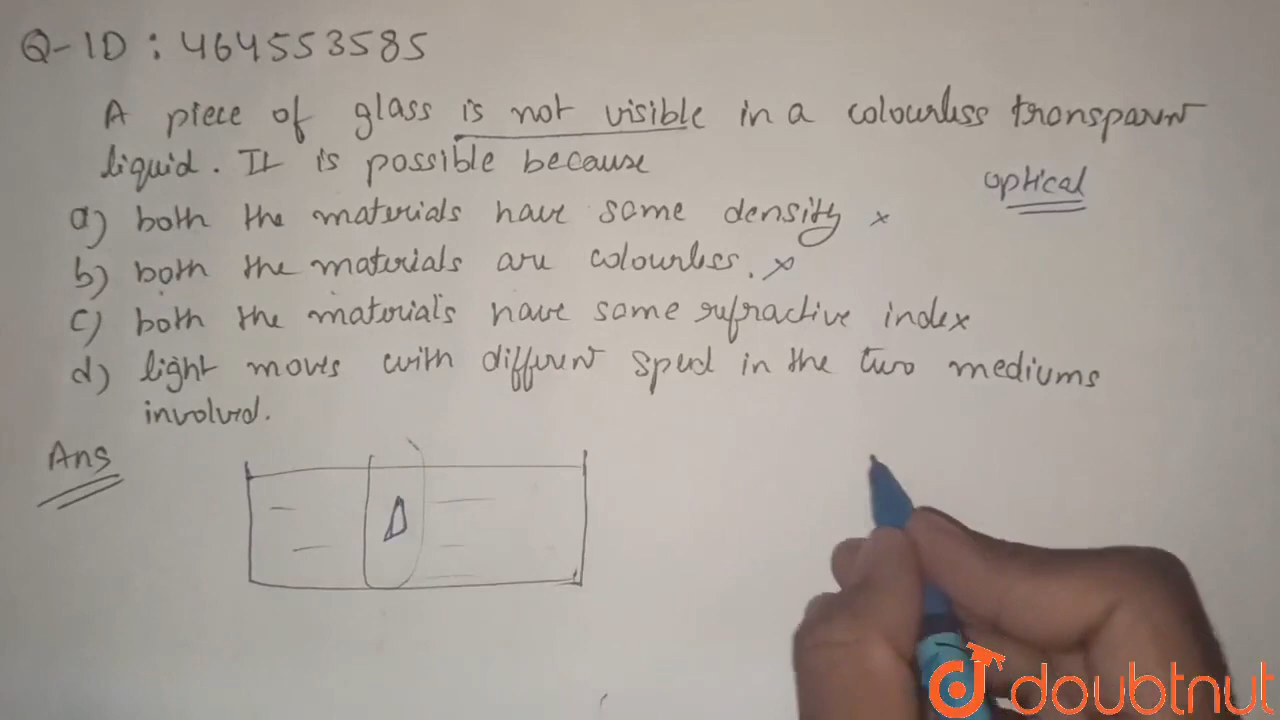 Q-ID : 464553585
A piece of glass is not visible in a colourless transparent
liquid. It is possible because
optical
a) both the materials have same density ×
b) both the materials are colourless. ×
c) both the materials have same refractive index
d) light moves with different speed in the two mediums
involved.
Ans
doubtnut